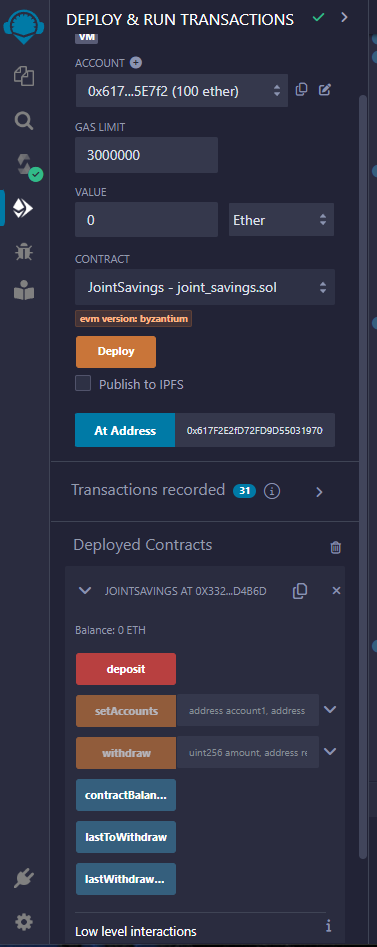 DEPLOY & RUN TRANSACTIONS
VM
ACCOUNT
0x617...5E7f2 (100 ether)
GAS LIMIT
3000000
VALUE
0
Ether
CONTRACT
JointSavings - joint_savings.sol
evm version: byzantium
Deploy
Publish to IPFS
At Address
0x617F2E2fD72FD9D55031970
Transactions recorded 31 i
Deployed Contracts
JOINTSAVINGS AT 0X332...D4B6D
Balance: 0 ETH
deposit
setAccounts
address account1, address
withdraw
uint256 amount, address re
contractBalan...
lastToWithdraw
lastWithdraw...
Low level interactions
i